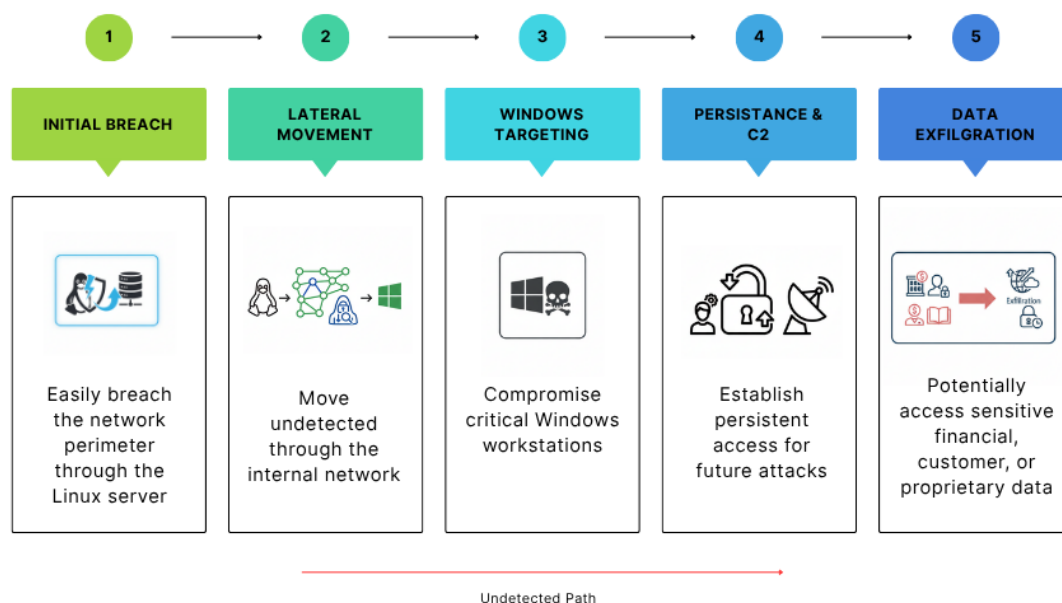 1
2
3
4
5
INITIAL BREACH
LATERAL
MOVEMENT
WINDOWS
TARGETING
PERSISTANCE &
C2
DATA
EXFILGRATION
Exfiltration
Easily breach
the network
perimeter
through the
Linux server
Move
undetected
through the
internal network
Compromise
critical Windows
workstations
Establish
persistent
access for
future attacks
Potentially
access sensitive
financial,
customer, or
proprietary data
Undetected Path